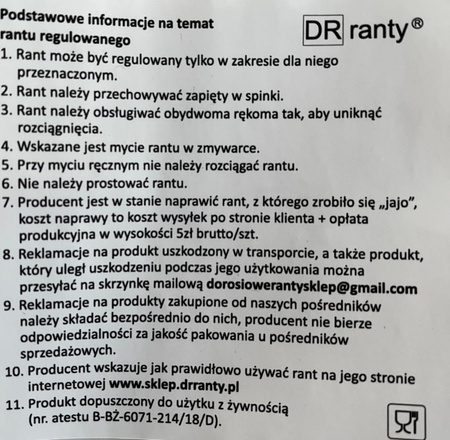 Podstawowe informacje na temat
rantu regulowanego
DR ranty®
1. Rant może być regulowany tylko w zakresie dla niego
przeznaczonym.
2. Rant należy przechowywać zapięty w spinki.
3. Rant należy obsługiwać obydwoma rękoma tak, aby uniknąć
rozciągnięcia.
4. Wskazane jest mycie rantu w zmywarce.
5. Przy myciu ręcznym nie należy rozciągać rantu.
6. Nie należy prostować rantu.
7. Producent jest w stanie naprawić rant, z którego zrobiło się „jajo”,
koszt naprawy to koszt wysyłek po stronie klienta + opłata
produkcyjna w wysokości 5zł brutto/szt.
8. Reklamacje na produkt uszkodzony w transporcie, a także produkt,
który uległ uszkodzeniu podczas jego użytkowania można
przesyłać na skrzynkę mailową dorosiowerantysklep@gmail.com
9. Reklamacje na produkty zakupione od naszych pośredników
należy składać bezpośrednio do nich, producent nie bierze
odpowiedzialności za jakość pakowania u pośredników
sprzedażowych.
10. Producent wskazuje jak prawidłowo używać rant na jego stronie
internetowej www.sklep.drranty.pl
11. Produkt dopuszczony do użytku z żywnością
(nr. atestu B-BŻ-6071-214/18/D).